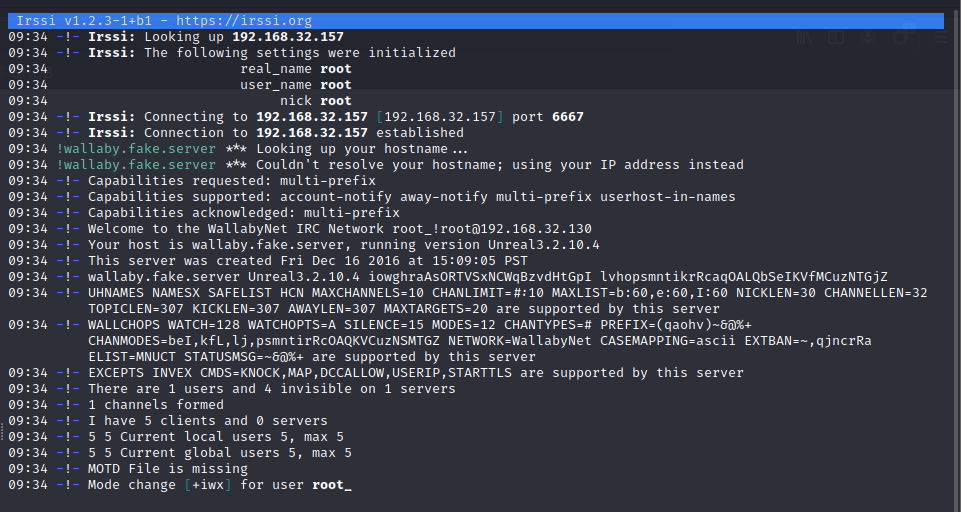 Irssi v1.2.3-1+b1 - https://irssi.org
09:34 -!- Irssi: Looking up 192.168.32.157
09:34 -!- Irssi: The following settings were initialized
09:34 real_name root
09:34 user_name root
09:34 nick root
09:34 -!- Irssi: Connecting to 192.168.32.157 [192.168.32.157] port 6667
09:34 -!- Irssi: Connection to 192.168.32.157 established
09:34 !wallaby.fake.server *** Looking up your hostname...
09:34 !wallaby.fake.server *** Couldn't resolve your hostname; using your IP address instead
09:34 -!- Capabilities requested: multi-prefix
09:34 -!- Capabilities supported: account-notify away-notify multi-prefix userhost-in-names
09:34 -!- Capabilities acknowledged: multi-prefix
09:34 -!- Welcome to the WallabyNet IRC Network root_!root@192.168.32.130
09:34 -!- Your host is wallaby.fake.server, running version Unreal3.2.10.4
09:34 -!- This server was created Fri Dec 16 2016 at 15:09:05 PST
09:34 -!- wallaby.fake.server Unreal3.2.10.4 iowghraAsORTVSxNCWqBzvdHtGpI lvhopsmntikrRcaqOALQbSeIKVfMCuzNTGjZ
09:34 -!- UHNAMES NAMESX SAFELIST HCN MAXCHANNELS=10 CHANLIMIT=#:10 MAXLIST=b:60,e:60,I:60 NICKLEN=30 CHANNELLEN=32
TOPICLEN=307 KICKLEN=307 AWAYLEN=307 MAXTARGETS=20 are supported by this server
09:34 -!- WALLCHOPS WATCH=128 WATCHOPTS=A SILENCE=15 MODES=12 CHANTYPES=# PREFIX=(qaohv)~&@%+
CHANMODES=beI,kfL,lj,psmntirRcOAQKVCuzNSMTGZ NETWORK=WallabyNet CASEMAPPING=ascii EXTBAN=~,qjncrRa
ELIST=MNUCT STATUSMSG=~&@%+ are supported by this server
09:34 -!- EXCEPTS INVEX CMDS=KNOCK,MAP,DCCALLOW,USERIP,STARTTLS are supported by this server
09:34 -!- There are 1 users and 4 invisible on 1 servers
09:34 -!- 1 channels formed
09:34 -!- I have 5 clients and 0 servers
09:34 -!- 5 5 Current local users 5, max 5
09:34 -!- 5 5 Current global users 5, max 5
09:34 -!- MOTD File is missing
09:34 -!- Mode change [+iwx] for user root_